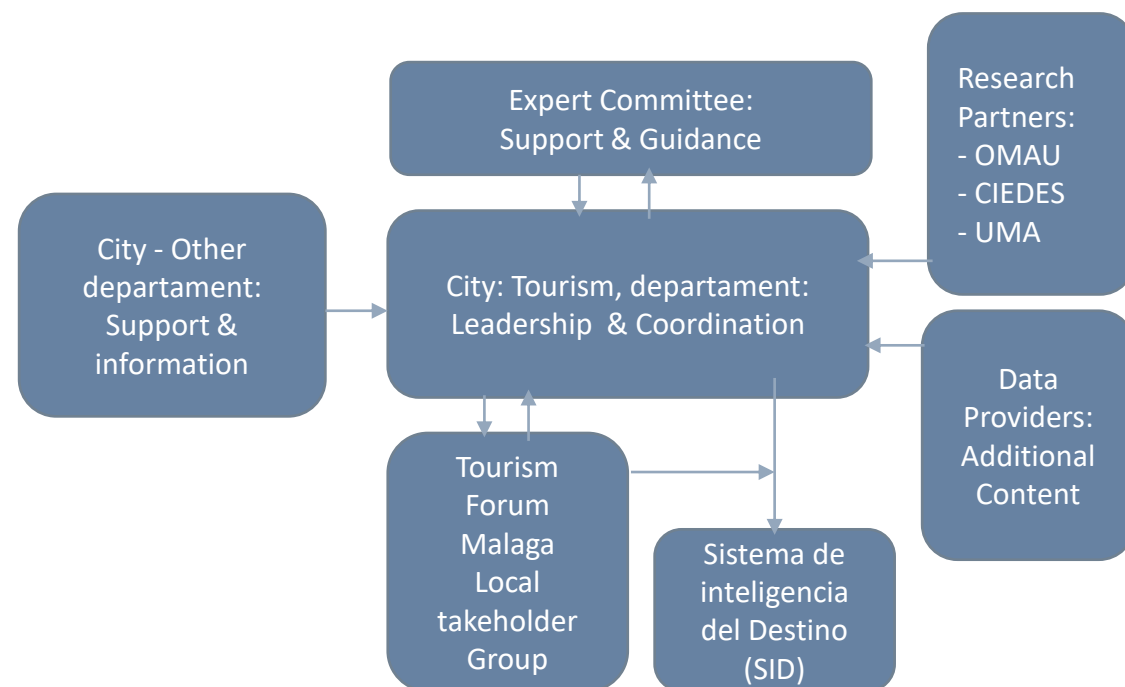 Expert Committee:
Support & Guidance
Research
Partners:
- OMAU
- CIEDES
- UMA
City - Other
departament:
Support &
information
City: Tourism, departament:
Leadership & Coordination
Data
Providers:
Additional
Content
Tourism
Forum
Malaga
Local
takeholder
Group
Sistema de
inteligencia
del Destino
(SID)